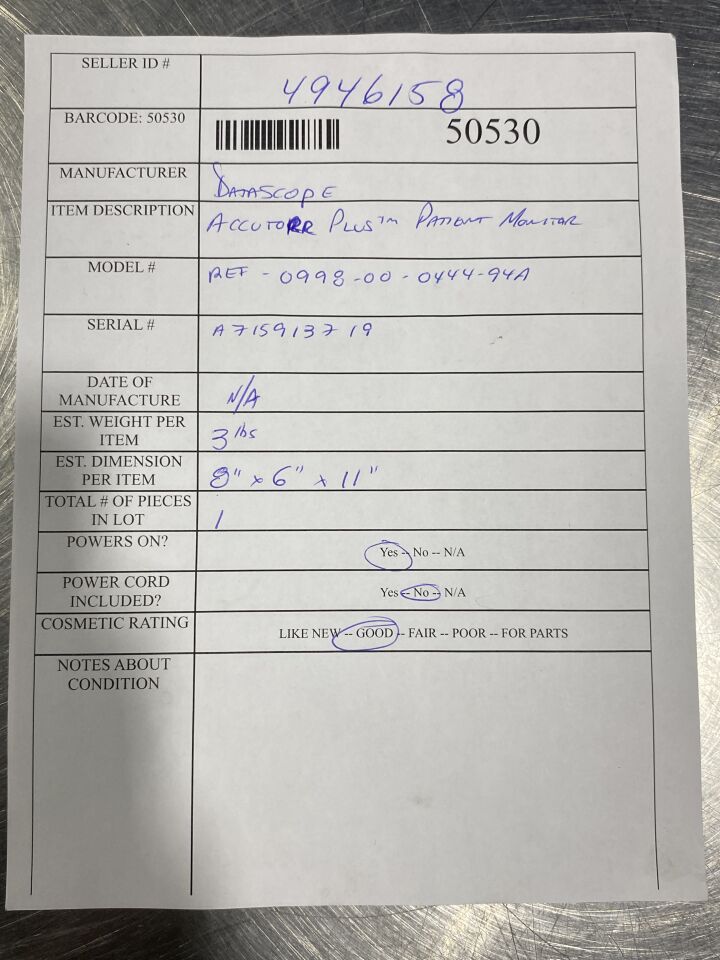 SELLER ID #
4946158
BARCODE: 50530
50530
MANUFACTURER
DATASCOPE
ITEM DESCRIPTION
ACCUTORR PLUS™ PATIENT MONITOR
MODEL #
REF - 0998-00-0444-94A
SERIAL #
A7159137 19
DATE OF
MANUFACTURE
N/A
EST. WEIGHT PER
ITEM
3 lbs
EST. DIMENSION
PER ITEM
8" x 6" x 11"
TOTAL # OF PIECES
IN LOT
1
POWERS ON?
Yes -- No -- N/A
POWER CORD
INCLUDED?
Yes -- No -- N/A
COSMETIC RATING
LIKE NEW -- GOOD -- FAIR -- POOR -- FOR PARTS
NOTES ABOUT
CONDITION